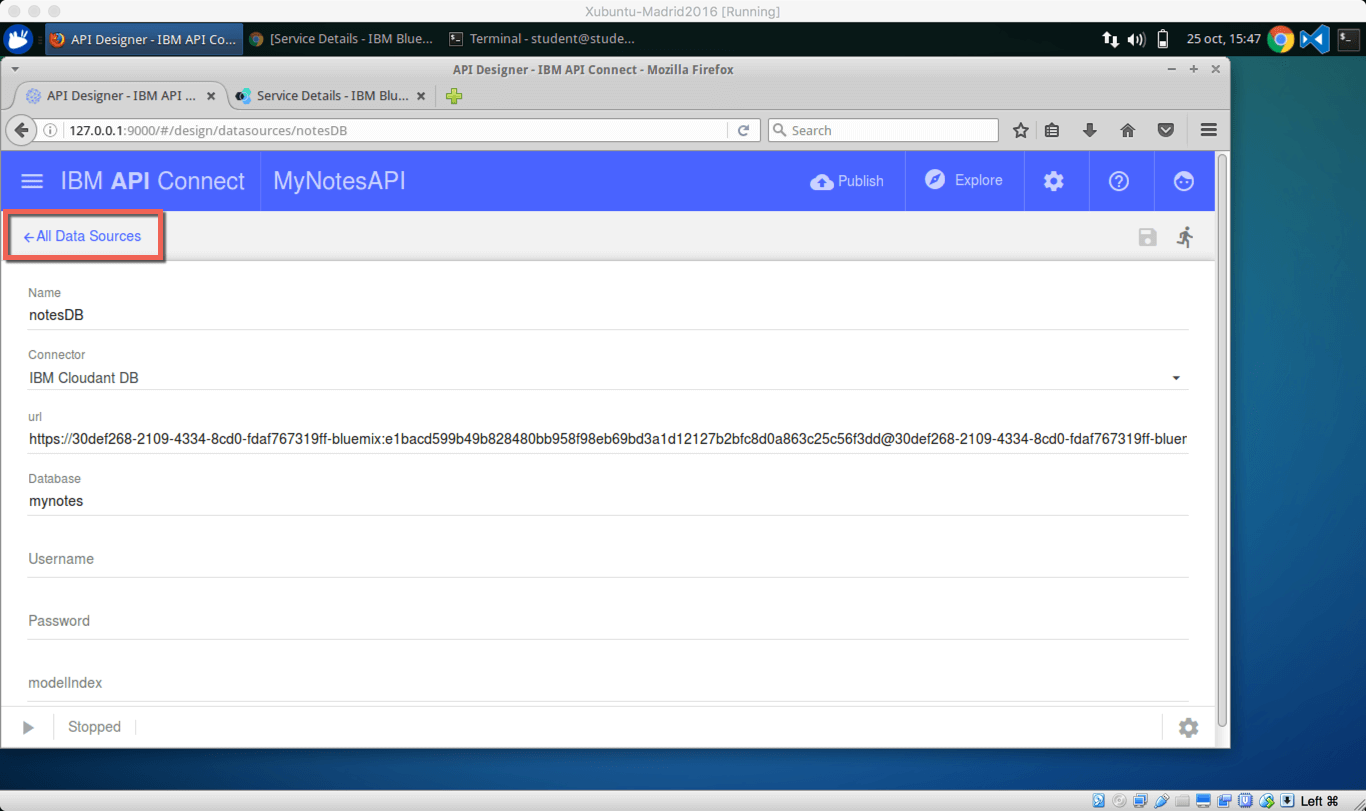 Xubuntu-Madrid2016 [Running]
API Designer - IBM API Co... [Service Details - IBM Blue... Terminal - student@stude... 25 oct, 15:47
API Designer - IBM API Connect - Mozilla Firefox
API Designer - IBM API ... Service Details - IBM Blu...
127.0.0.1:9000/#/design/datasources/notesDB Search
IBM API Connect MyNotesAPI Publish Explore
←All Data Sources
Name
notesDB
Connector
IBM Cloudant DB
url
https://30def268-2109-4334-8cd0-fdaf767319ff-bluemix:e1bacd599b49b828480bb958f98eb69bd3a1d12127b2bfc8d0a863c25c56f3dd@30def268-2109-4334-8cd0-fdaf767319ff-bluer
Database
mynotes
Username
Password
modelIndex
Stopped
Left ⌘